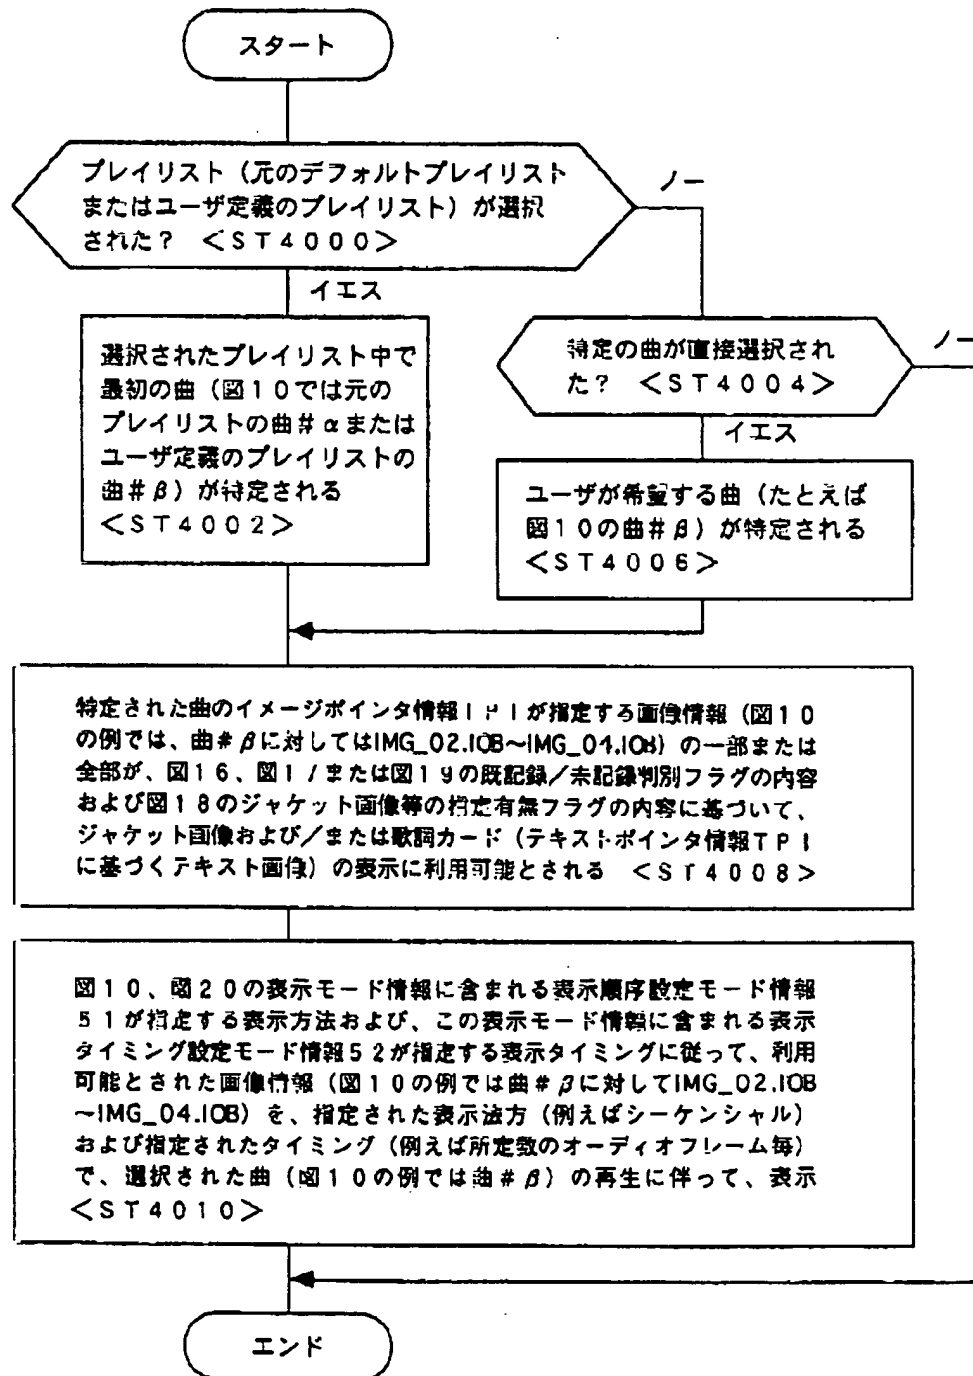 スタート
プレイリスト（元のデフォルトプレイリスト
またはユーザ定義のプレイリスト）が選択
された？ ＜ST4000＞
ノー
イエス
選択されたプレイリスト中で
最初の曲（図10では元の
プレイリストの曲#αまたは
ユーザ定義のプレイリストの
曲#β）が特定される
＜ST4002＞
特定の曲が直接選択され
た？ ＜ST4004＞
ノー
イエス
ユーザが希望する曲（たとえば
図10の曲#β）が特定される
＜ST4006＞
特定された曲のイメージポインタ情報IPIが指定する画像情報（図10
の例では、曲#βに対してはIMG_02.IOB～IMG_04.IOB）の一部または
全部が、図16、図17または図19の既記録/未記録判別フラグの内容
および図18のジャケット画像等の指定有無フラグの内容に基づいて、
ジャケット画像および/または歌詞カード（テキストポインタ情報TPI
に基づくテキスト画像）の表示に利用可能とされる ＜ST4008＞
図10、図20の表示モード情報に含まれる表示順序設定モード情報
51が指定する表示方法および、この表示モード情報に含まれる表示
タイミング設定モード情報52が指定する表示タイミングに従って、利用
可能とされた画像情報（図10の例では曲#βに対してIMG_02.IOB
～IMG_04.IOB）を、指定された表示法方（例えばシーケンシャル）
および指定されたタイミング（例えば所定数のオーディオフレーム毎）
で、選択された曲（図10の例では曲#β）の再生に伴って、表示
＜ST4010＞
エンド